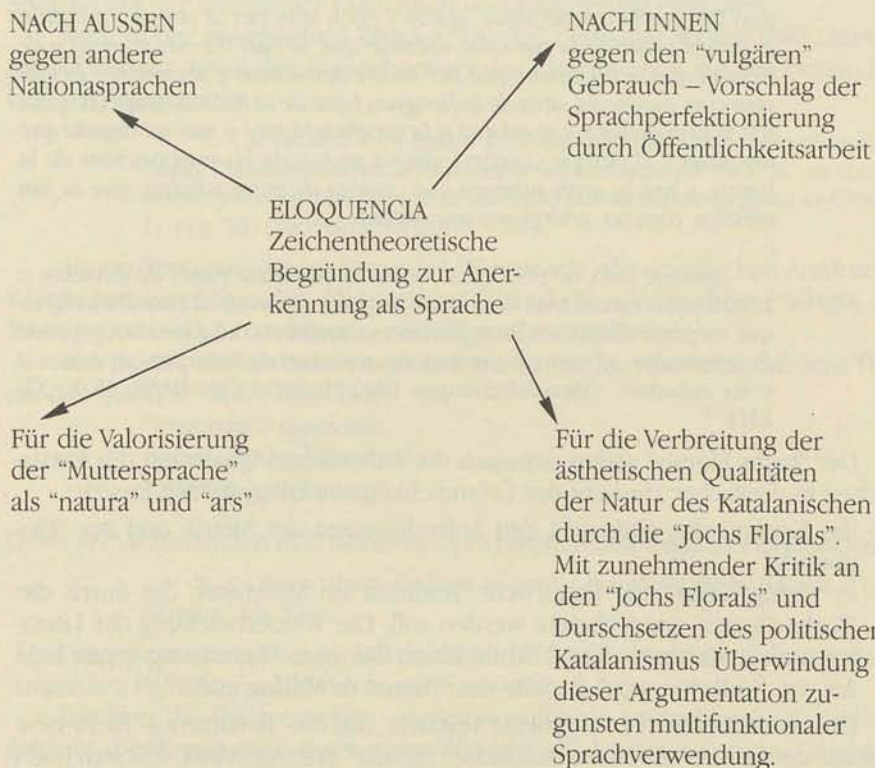 NACH AUSSEN
gegen andere
Nationasprachen
NACH INNEN
gegen den “vulgären”
Gebrauch – Vorschlag der
Sprachperfektionierung
durch Öffentlichkeitsarbeit
ELOQUENCIA
Zeichentheoretische
Begründung zur Aner-
kennung als Sprache
Für die Valorisierung
der “Muttersprache”
als “natura” und “ars”
Für die Verbreitung der
ästhetischen Qualitäten
der Natur des Katalanischen
durch die “Jochs Florals”.
Mit zunehmender Kritik an
den “Jochs Florals” und
Durschsetzen des politischen
Katalanismus Überwindung
dieser Argumentation zu-
gunsten multifunktionaler
Sprachverwendung.